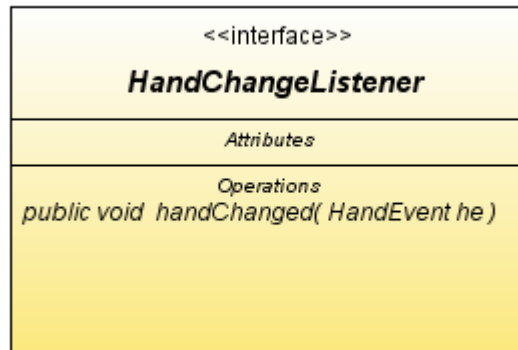 <<interface>>
HandChangeListener
Attributes
Operations
public void handChanged( HandEvent he )